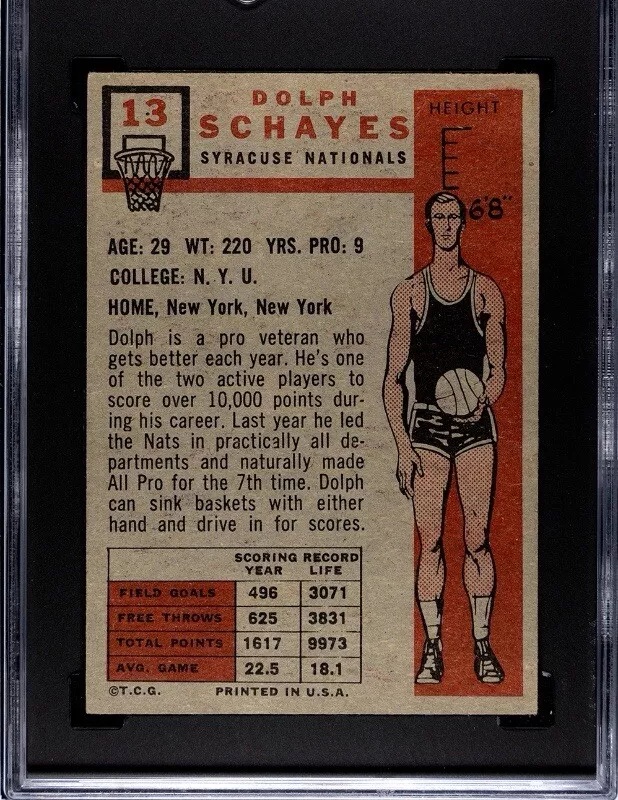 13
DOLPH
SCHAYES
SYRACUSE NATIONALS
HEIGHT
6'8"
AGE: 29 WT: 220 YRS. PRO: 9
COLLEGE: N. Y. U.
HOME, New York, New York
Dolph is a pro veteran who
gets better each year. He's one
of the two active players to
score over 10,000 points dur-
ing his career. Last year he led
the Nats in practically all de-
partments and naturally made
All Pro for the 7th time. Dolph
can sink baskets with either
hand and drive in for scores.
SCORING RECORD
YEAR LIFE
FIELD GOALS 496 3071
FREE THROWS 625 3831
TOTAL POINTS 1617 9973
AVG. GAME 22.5 18.1
©T.C.G. PRINTED IN U.S.A.